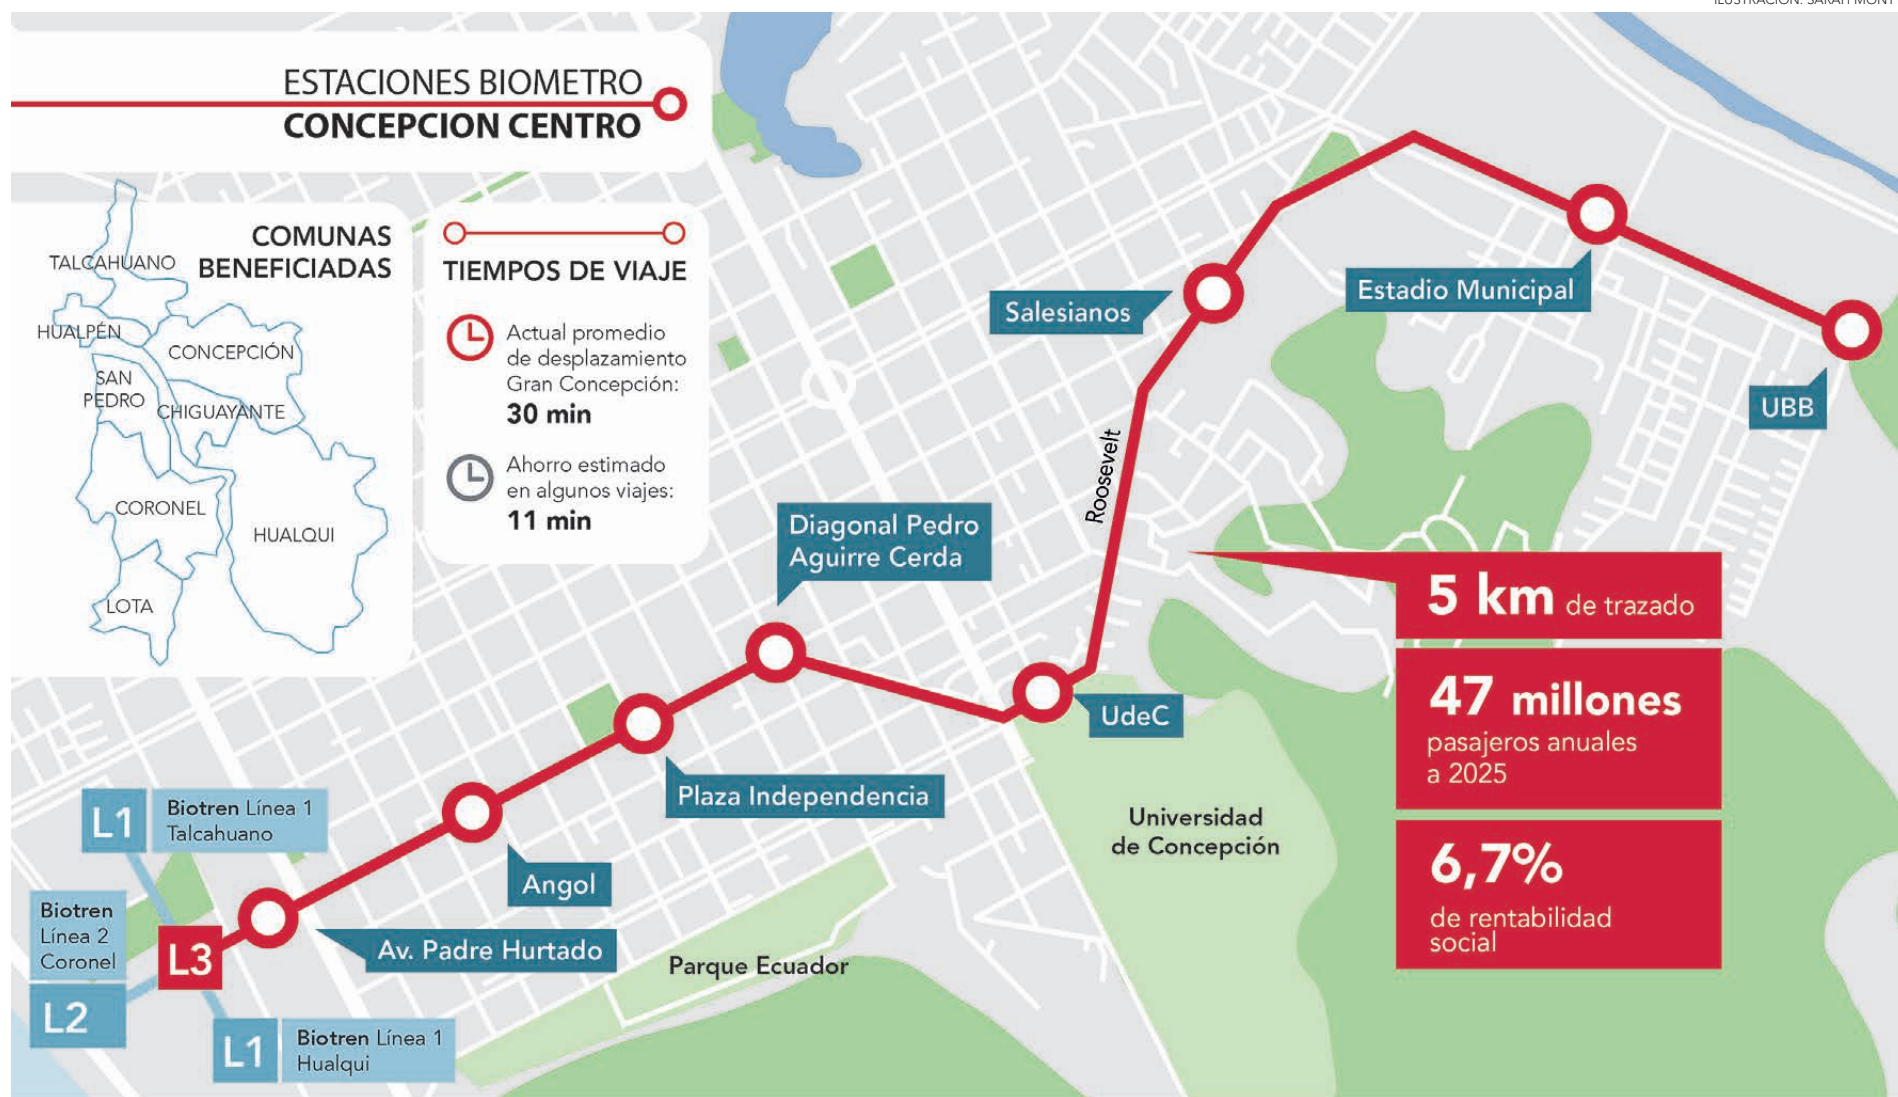 ILUSTRACIÓN: SARAH MONT
ESTACIONES BIOMETRO
CONCEPCION CENTRO
COMUNAS
BENEFICIADAS
TALCAHUANO
HUALPÉN
CONCEPCIÓN
SAN
PEDRO
CHIGUAYANTE
CORONEL
HUALQUI
LOTA
TIEMPOS DE VIAJE
Actual promedio
de desplazamiento
Gran Concepción:
30 min
Ahorro estimado
en algunos viajes:
11 min
Salesianos
Estadio Municipal
UBB
Roosevelt
Diagonal Pedro
Aguirre Cerda
UdeC
Plaza Independencia
Angol
Av. Padre Hurtado
5 km de trazado
47 millones
pasajeros anuales
a 2025
6,7%
de rentabilidad
social
Universidad
de Concepción
Parque Ecuador
L1
Biotren Línea 1
Talcahuano
Biotren
Línea 2
Coronel
L2
L3
L1
Biotren Línea 1
Hualqui